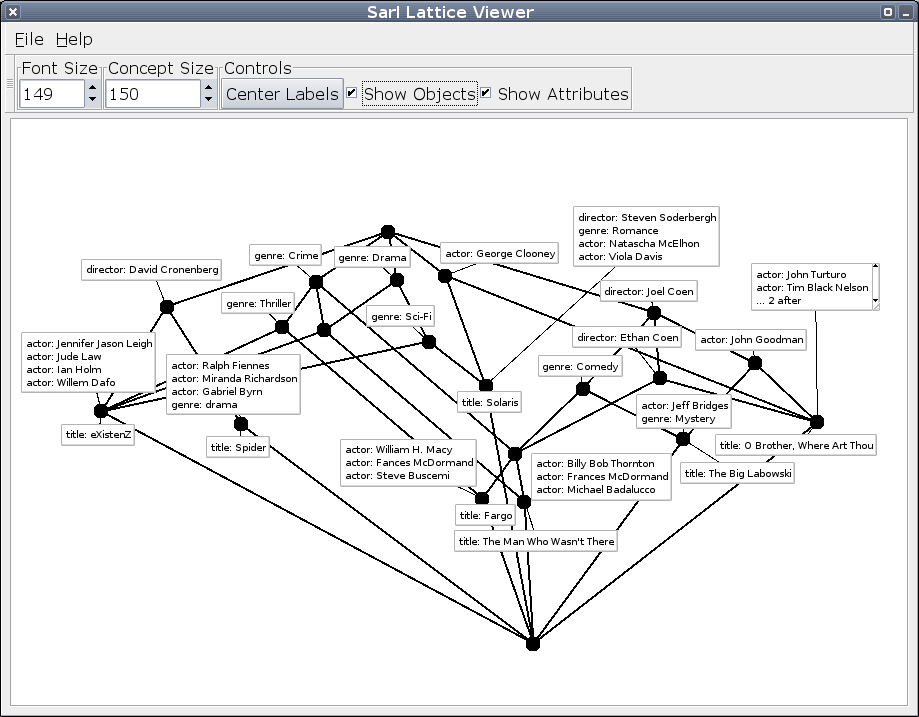 Sarl Lattice Viewer
File Help
Font Size Concept Size Controls
149 150 Center Labels Show Objects Show Attributes
director: Steven Soderbergh
genre: Romance
actor: Natascha McElhon
actor: Viola Davis
genre: Crime
genre: Drama
actor: George Clooney
director: David Cronenberg
actor: John Turturo
actor: Tim Black Nelson
... 2 after
director: Joel Coen
genre: Thriller
genre: Sci-Fi
director: Ethan Coen
actor: John Goodman
actor: Jennifer Jason Leigh
actor: Jude Law
actor: Ian Holm
actor: Willem Dafo
actor: Ralph Fiennes
actor: Miranda Richardson
actor: Gabriel Byrn
genre: drama
genre: Comedy
title: Solaris
actor: Jeff Bridges
genre: Mystery
title: eXistenZ
title: Spider
title: O Brother, Where Art Thou
actor: William H. Macy
actor: Fances McDormand
actor: Steve Buscemi
actor: Billy Bob Thornton
actor: Frances McDormand
actor: Michael Badalucco
title: The Big Labowski
title: Fargo
title: The Man Who Wasn't There